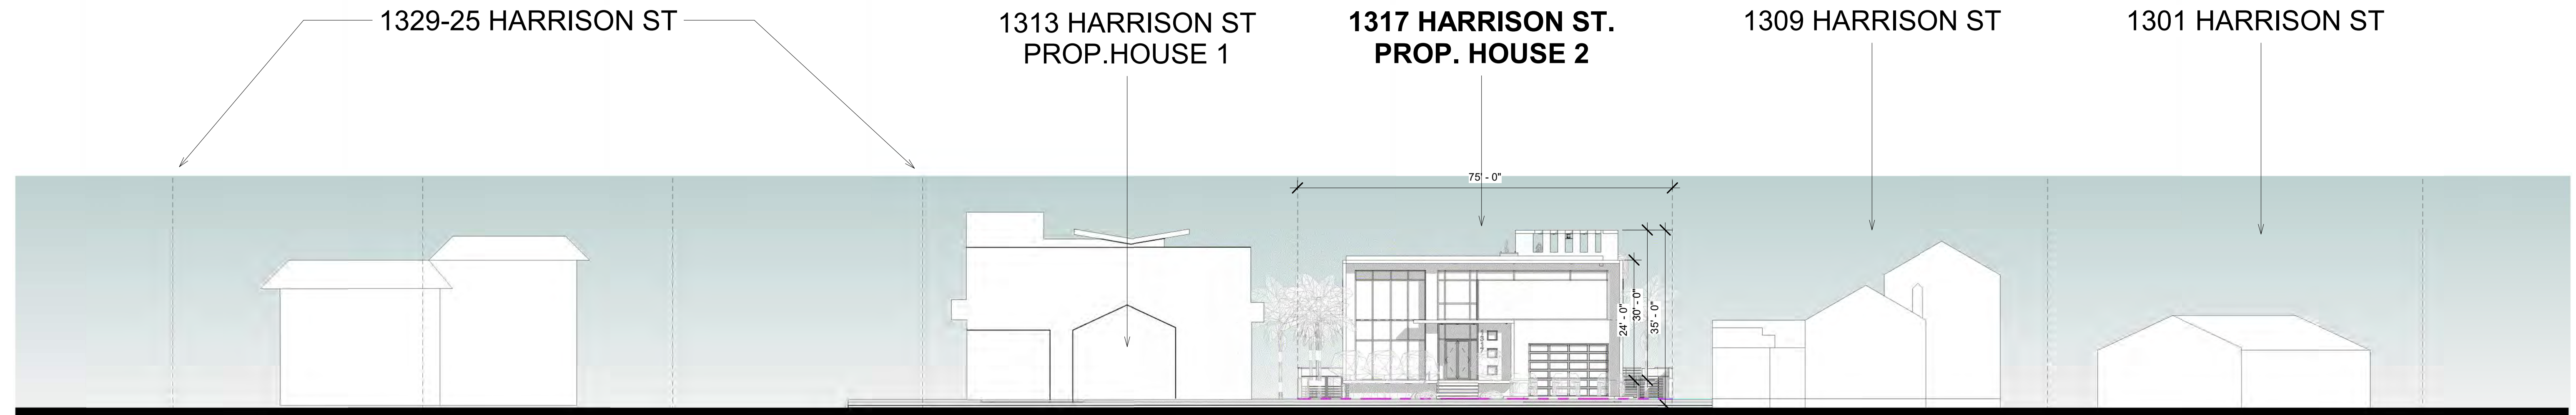 1329-25 HARRISON ST
1313 HARRISON ST
PROP.HOUSE 1
1317 HARRISON ST.
PROP. HOUSE 2
1309 HARRISON ST
1301 HARRISON ST
75' - 0"
24' - 0"
30' - 0"
35' - 0"
1317